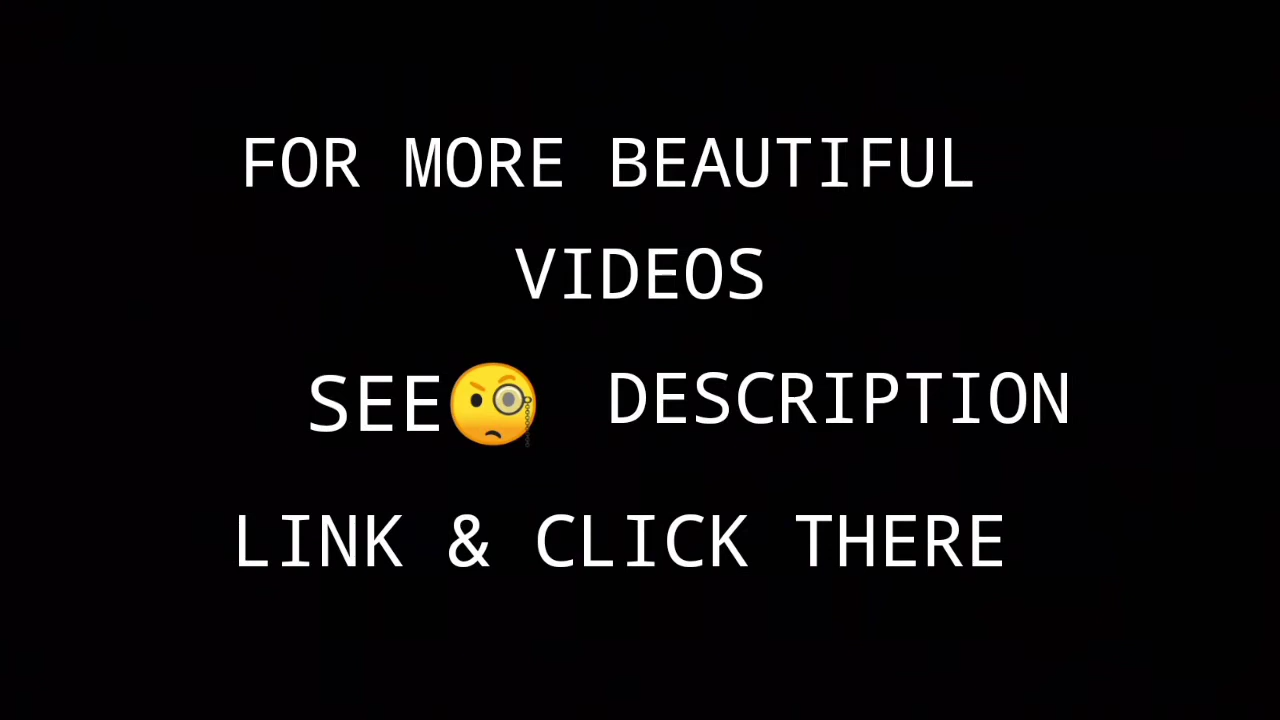 FOR MORE BEAUTIFUL
VIDEOS
SEE🧐 DESCRIPTION
LINK & CLICK THERE